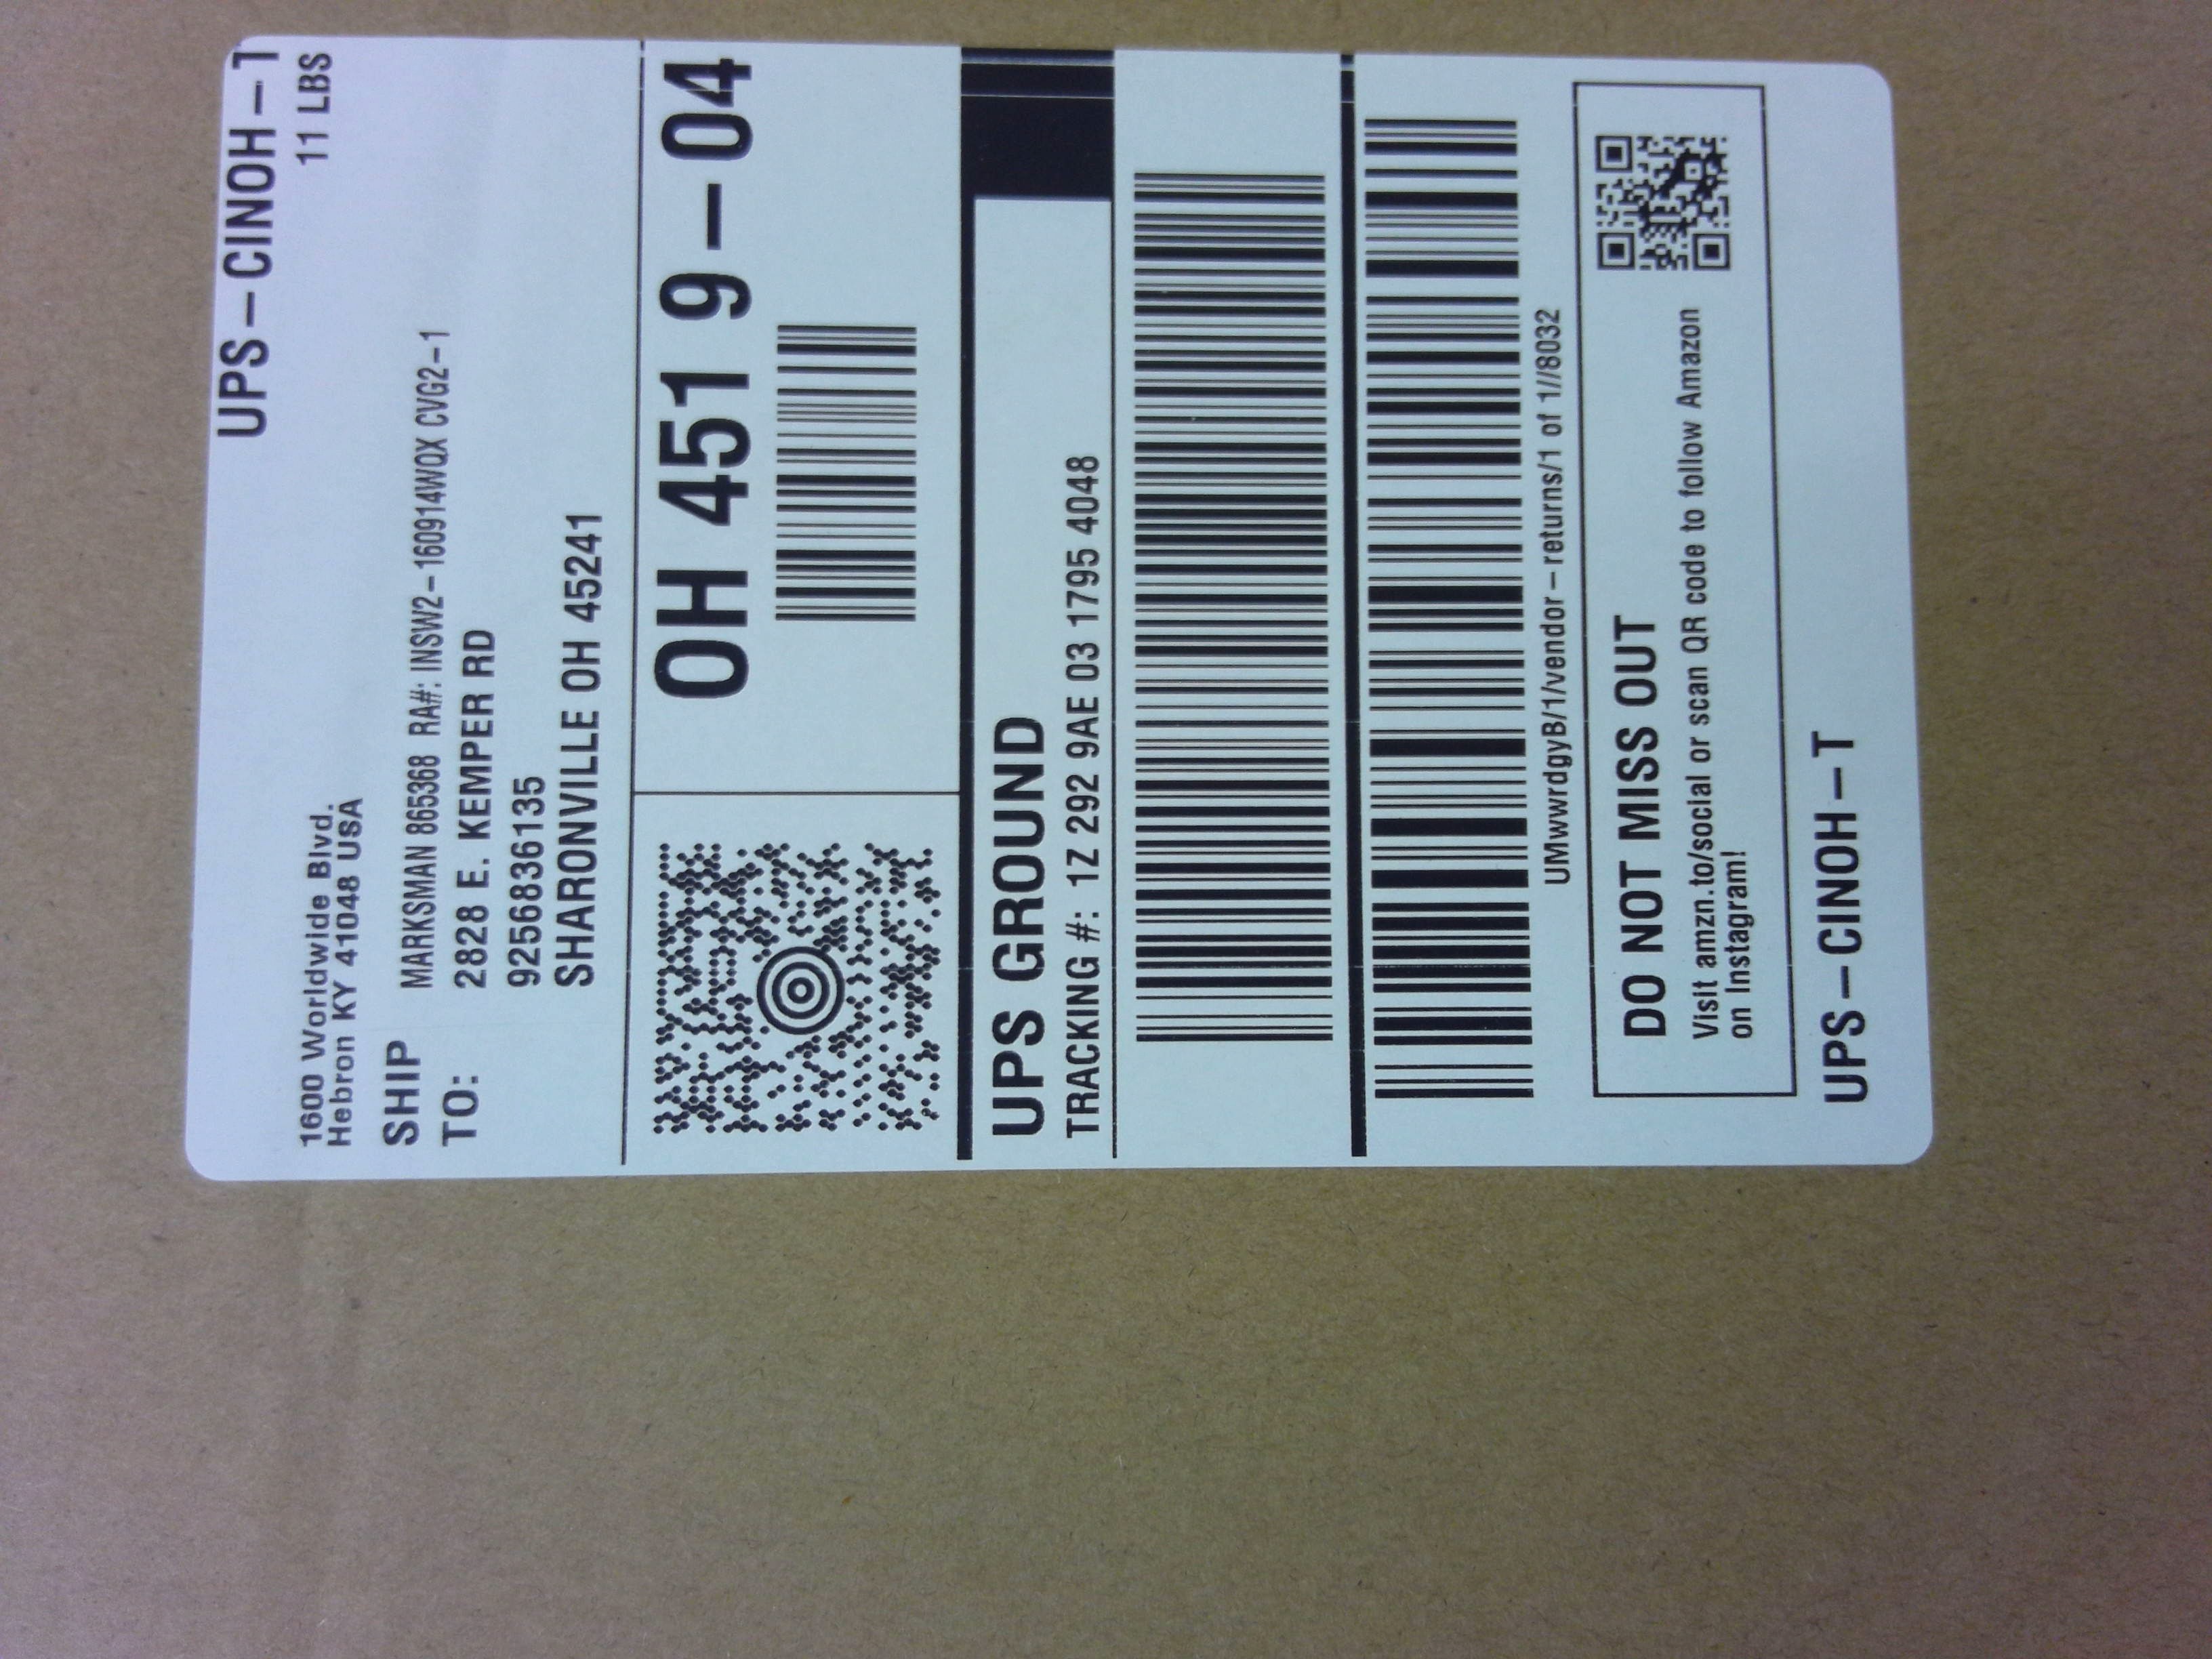 UPS-CINOH-T
11 LBS
1600 Worldwide Blvd.
Hebron KY 41048 USA
SHIP
TO:
MARKSMAN 865368 RA#: INSW2-160914WQX CVG2-1
2828 E. KEMPER RD
9256836135
SHARONVILLE OH 45241
OH 451 9-04
UPS GROUND
TRACKING #: 1Z 292 9AE 03 1795 4048
UMwwrdgyB/1/vendor-returns/1 of 1//8032
DO NOT MISS OUT
Visit amzn.to/social or scan QR code to follow Amazon
on Instagram!
UPS-CINOH-T